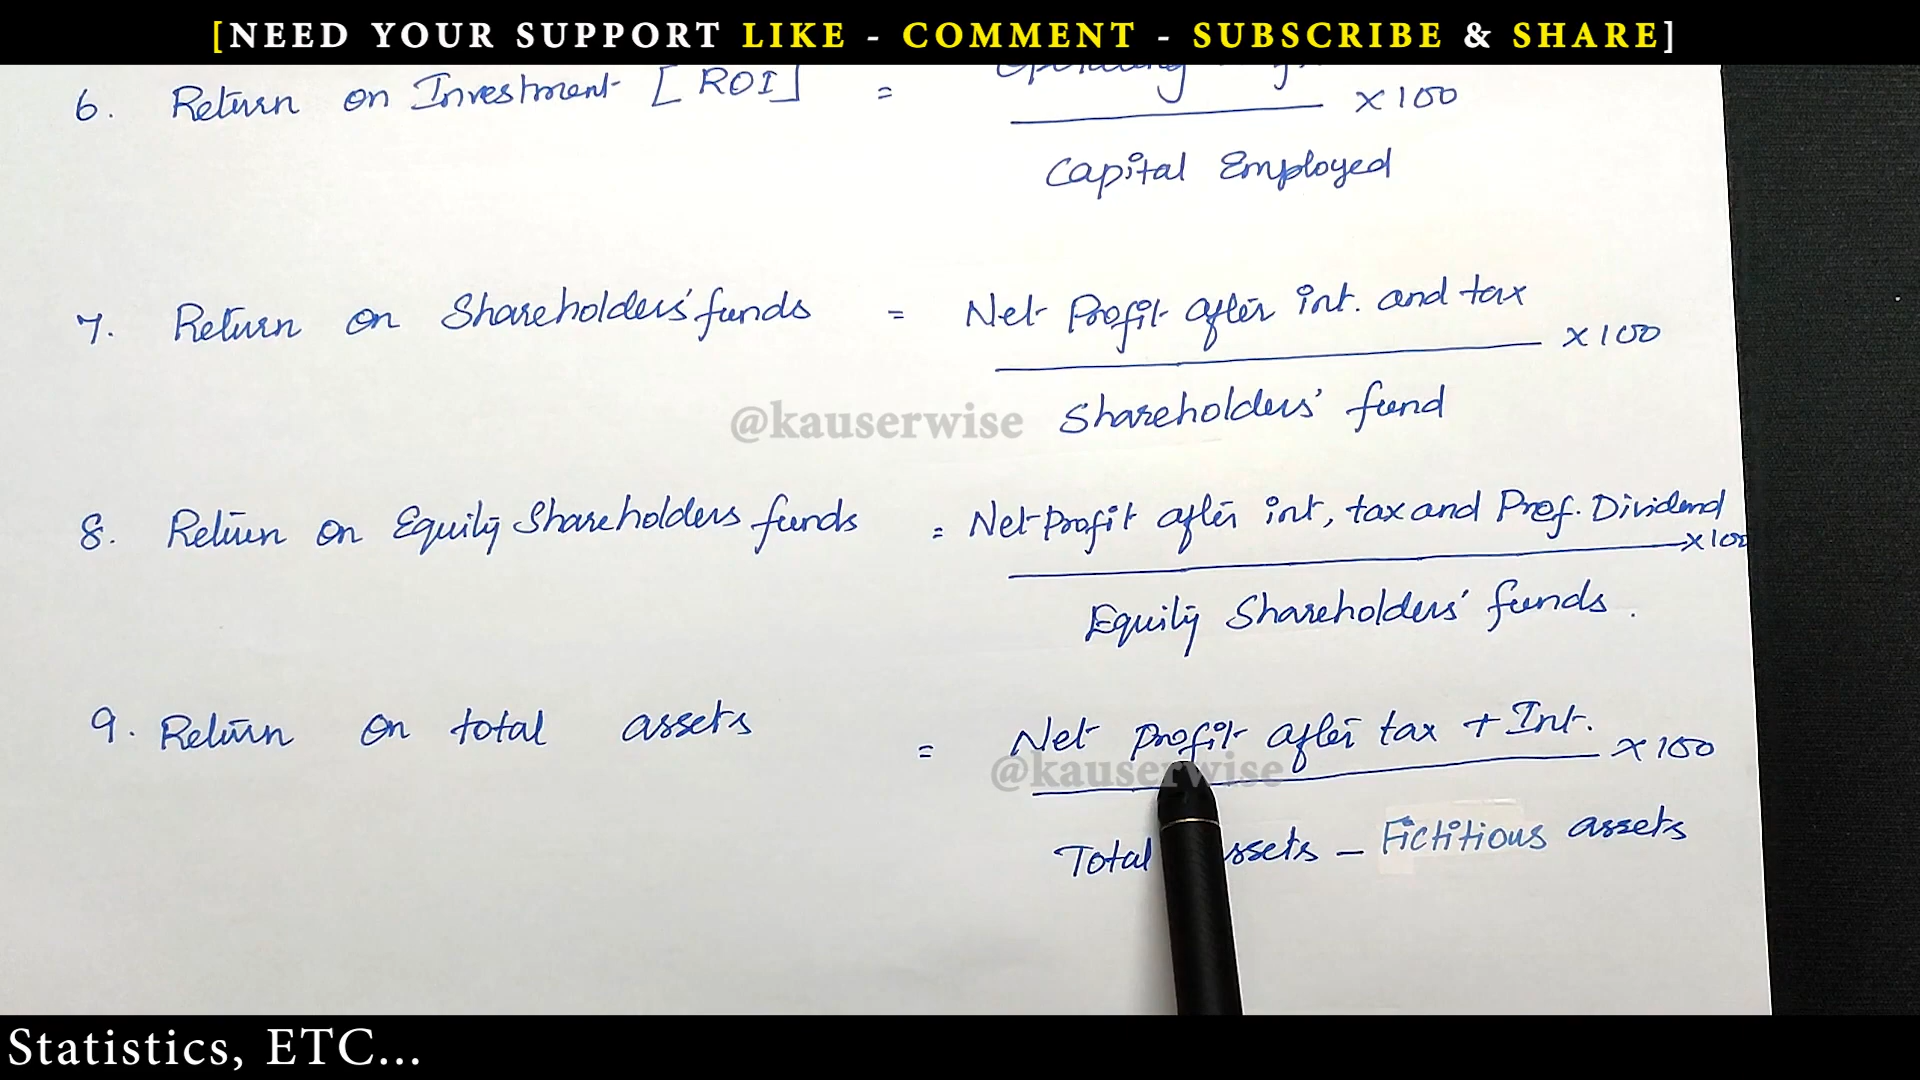 [NEED YOUR SUPPORT LIKE - COMMENT - SUBSCRIBE & SHARE]
6. Return on Investment [ROI] = Operating x 100
Capital Employed
7. Return on Shareholders' funds = Net Profit after int. and tax x 100
@kauserwise
Shareholders' fund
8. Return on Equity Shareholders funds = Net Profit after int, tax and Pref. Dividend x 100
Equity Shareholders' funds.
9. Return on total assets = Net Profit after tax + Int. x 100
@kauserwise
Total ssets - Fictitious assets
Statistics, ETC...